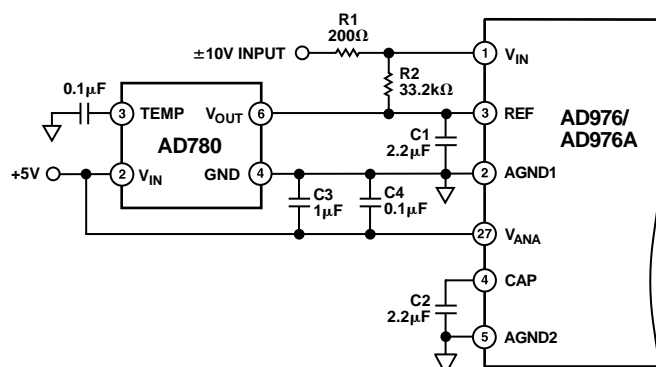 R1
200Ω
±10V INPUT
1
V_IN
R2
33.2kΩ
0.1μF
3
TEMP
V_OUT
6
3
REF
AD976/
AD976A
AD780
C1
2.2μF
+5V
2
V_IN
GND
4
2
AGND1
C3
1μF
C4
0.1μF
27
V_ANA
4
CAP
C2
2.2μF
5
AGND2